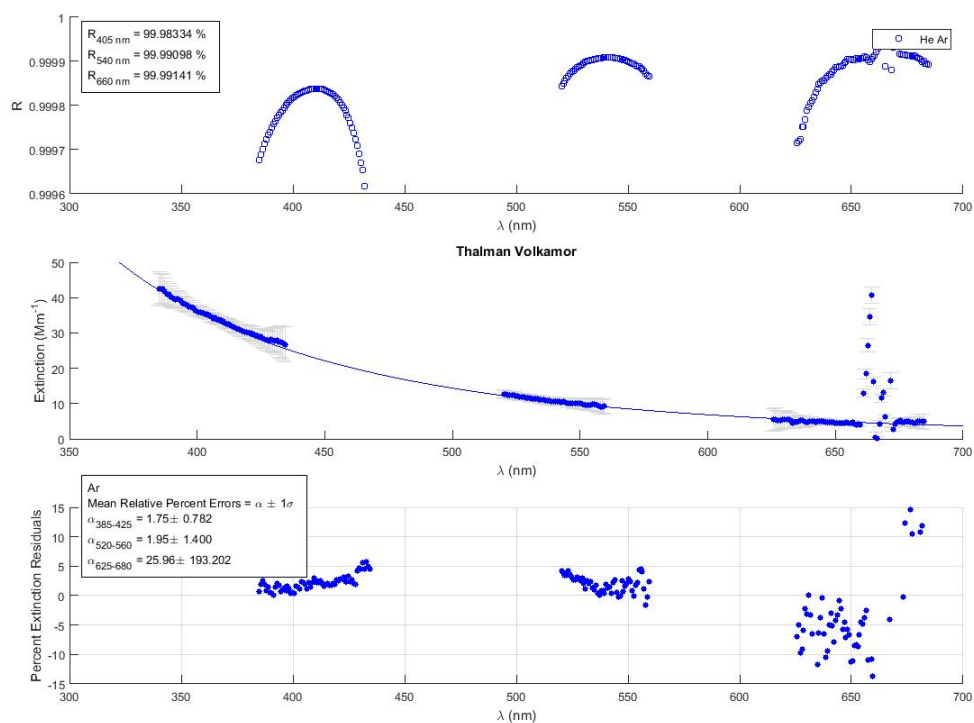 R405 nm = 99.98334 %
R540 nm = 99.99098 %
R660 nm = 99.99141 %
He Ar
1
0.9999
0.9998
0.9997
0.9996
R
300 350 400 450 500 550 600 650 700
λ (nm)
Thalman Volkamor
50
40
30
20
10
0
Extinction (Mm-1)
350 400 450 500 550 600 650 700
λ (nm)
Ar
Mean Relative Percent Errors = α ± 1σ
α385-425 = 1.75± 0.782
α520-560 = 1.95± 1.400
α625-680 = 25.96± 193.202
15
10
5
0
-5
-10
-15
Percent Extinction Residuals
300 350 400 450 500 550 600 650 700
λ (nm)